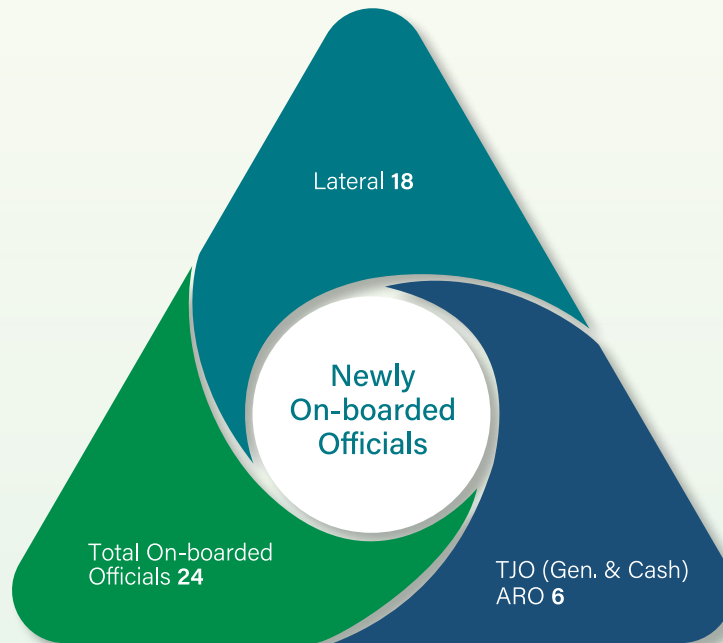 Lateral 18
Newly
On-boarded
Officials
Total On-boarded
Officials 24
TJO (Gen. & Cash)
ARO 6